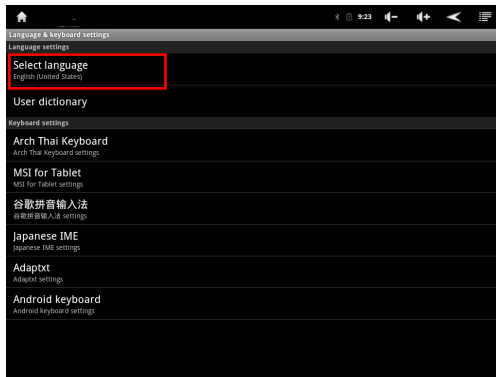 9:23
Language & keyboard settings
Language settings
Select language
English (United States)
User dictionary
Keyboard settings
Arch Thai Keyboard
Arch Thai Keyboard settings
MSI for Tablet
MSI for Tablet settings
谷歌拼音输入法
谷歌拼音输入法 settings
Japanese IME
Japanese IME settings
Adaptxt
Adaptxt settings
Android keyboard
Android keyboard settings